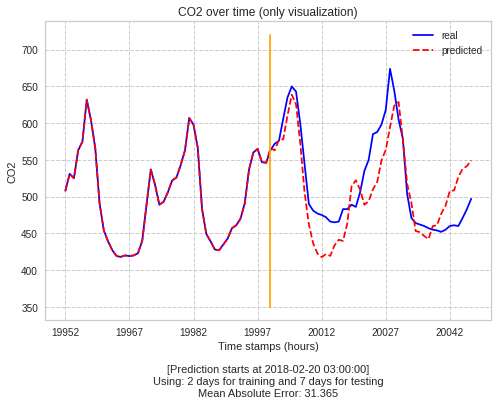 CO2 over time (only visualization)
real
predicted
CO2
700
650
600
550
500
450
400
350
19952 19967 19982 19997 20012 20027 20042
Time stamps (hours)
[Prediction starts at 2018-02-20 03:00:00]
Using: 2 days for training and 7 days for testing
Mean Absolute Error: 31.365